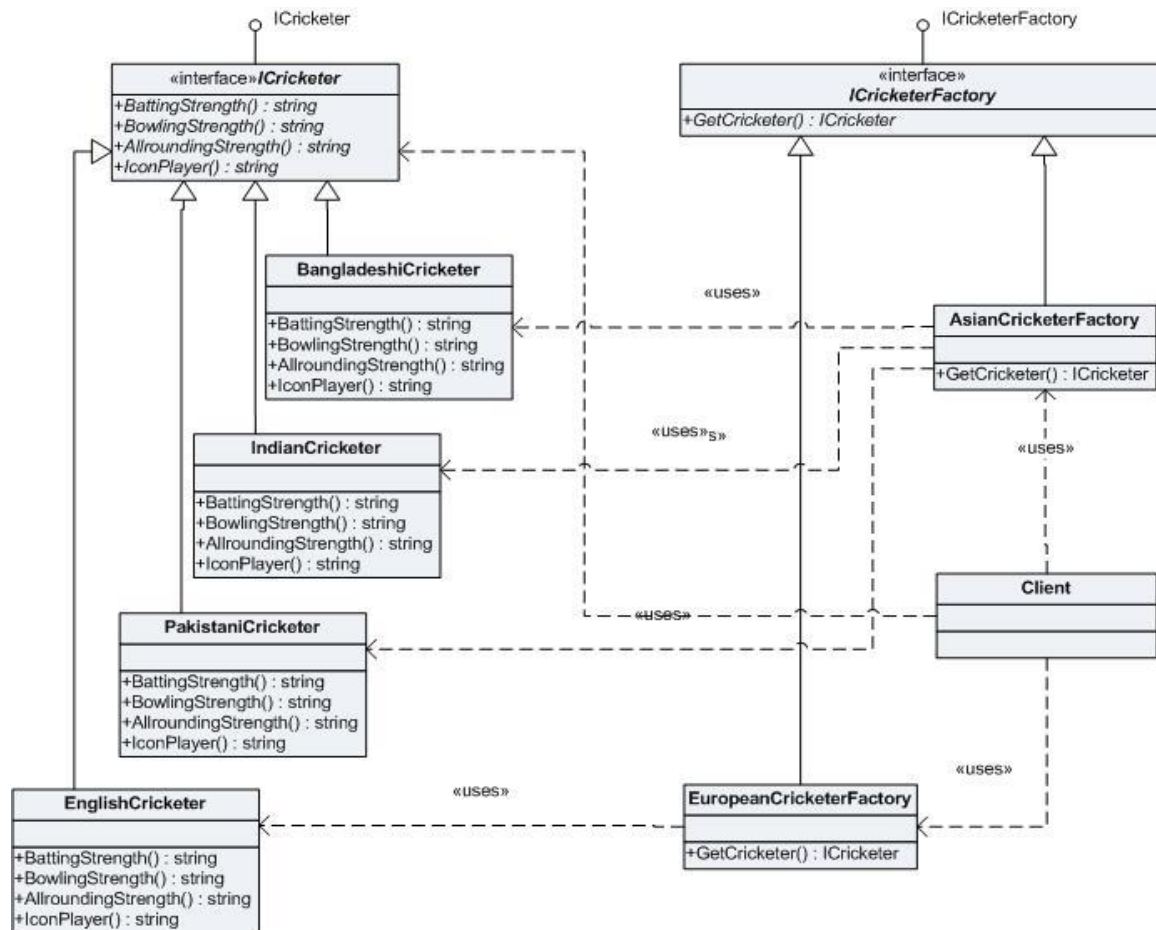 ICricketer
«interface»ICricketer
+BattingStrength() : string
+BowlingStrength() : string
+AllroundingStrength() : string
+IconPlayer() : string
ICricketerFactory
«interface»
ICricketerFactory
+GetCricketer() : ICricketer
BangladeshiCricketer
+BattingStrength() : string
+BowlingStrength() : string
+AllroundingStrength() : string
+IconPlayer() : string
«uses»
AsianCricketerFactory
+GetCricketer() : ICricketer
IndianCricketer
+BattingStrength() : string
+BowlingStrength() : string
+AllroundingStrength() : string
+IconPlayer() : string
«uses»s»
«uses»
Client
PakistaniCricketer
+BattingStrength() : string
+BowlingStrength() : string
+AllroundingStrength() : string
+IconPlayer() : string
«uses»
«uses»
EnglishCricketer
+BattingStrength() : string
+BowlingStrength() : string
+AllroundingStrength() : string
+IconPlayer() : string
«uses»
EuropeanCricketerFactory
+GetCricketer() : ICricketer